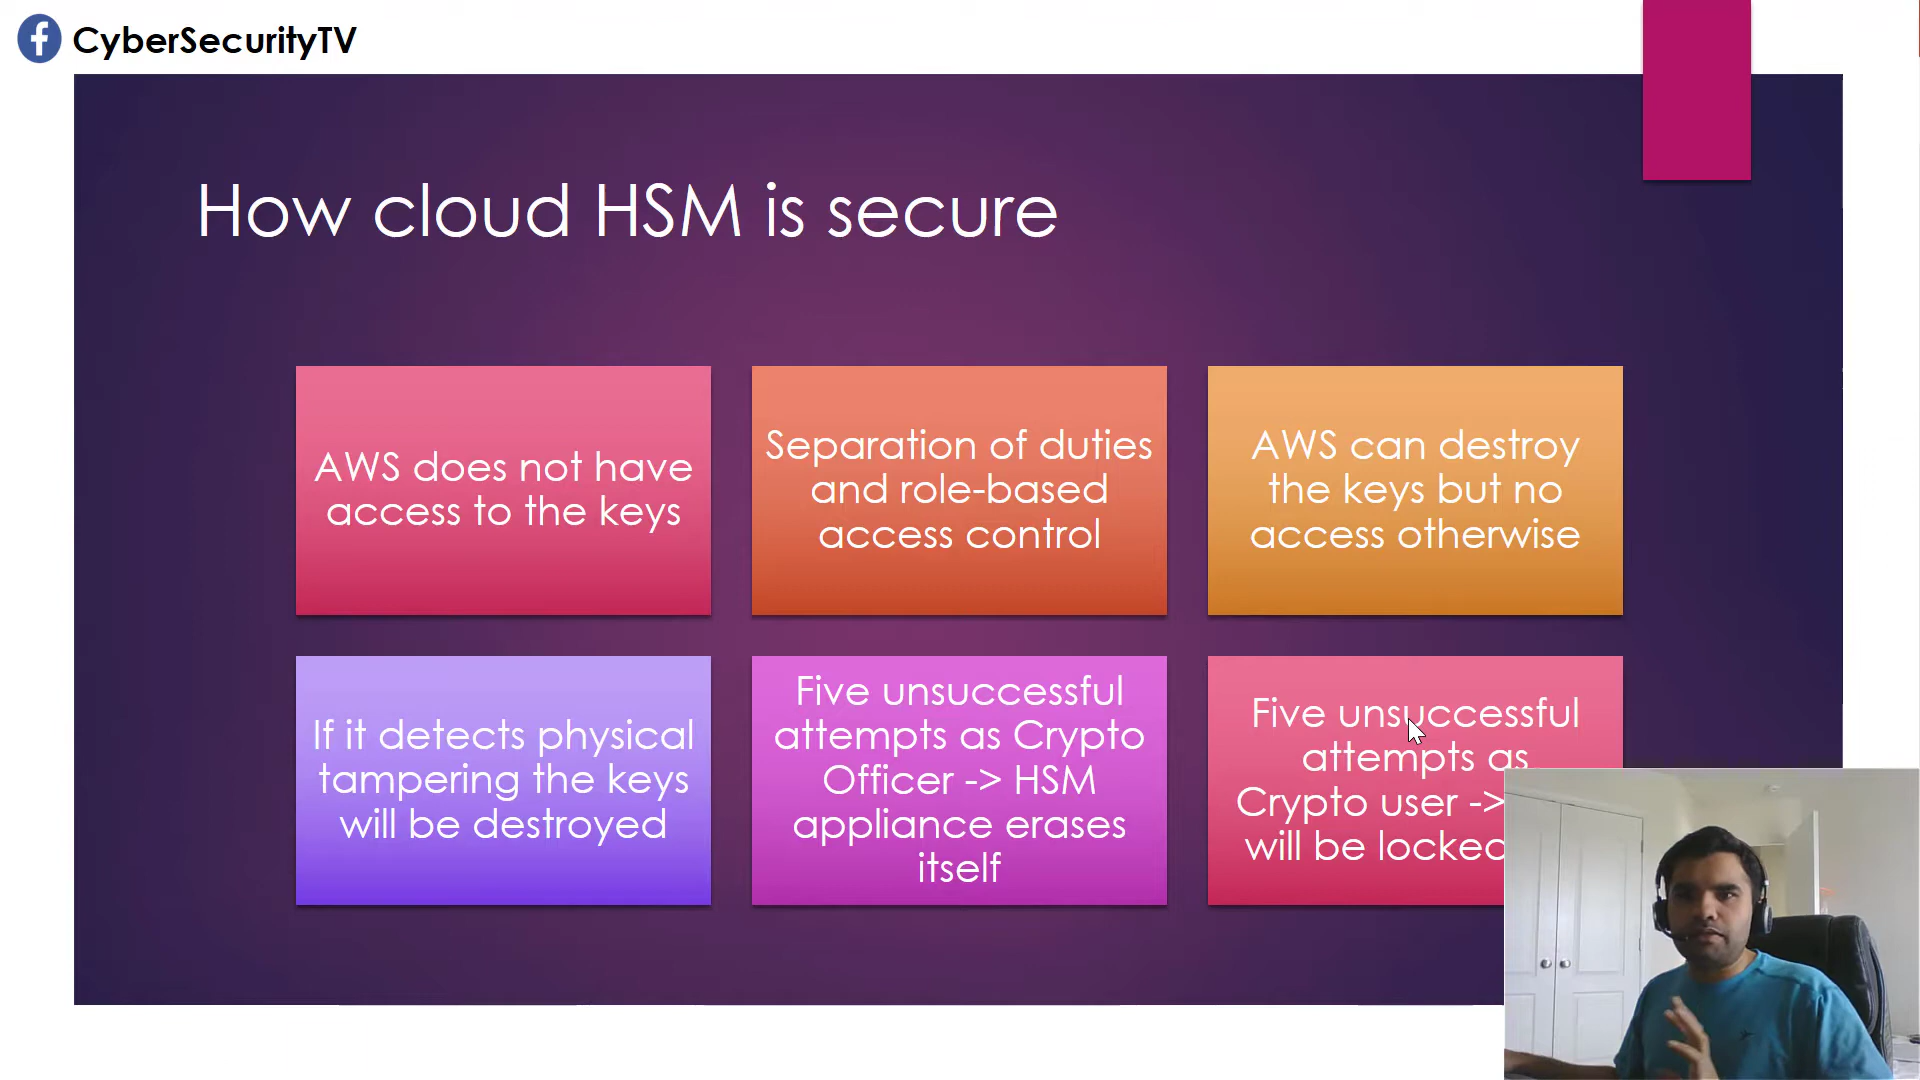 CyberSecurityTV
How cloud HSM is secure
AWS does not have
access to the keys
Separation of duties
and role-based
access control
AWS can destroy
the keys but no
access otherwise
If it detects physical
tampering the keys
will be destroyed
Five unsuccessful
attempts as Crypto
Officer -> HSM
appliance erases
itself
Five unsuccessful
attempts as
Crypto user ->
will be locked